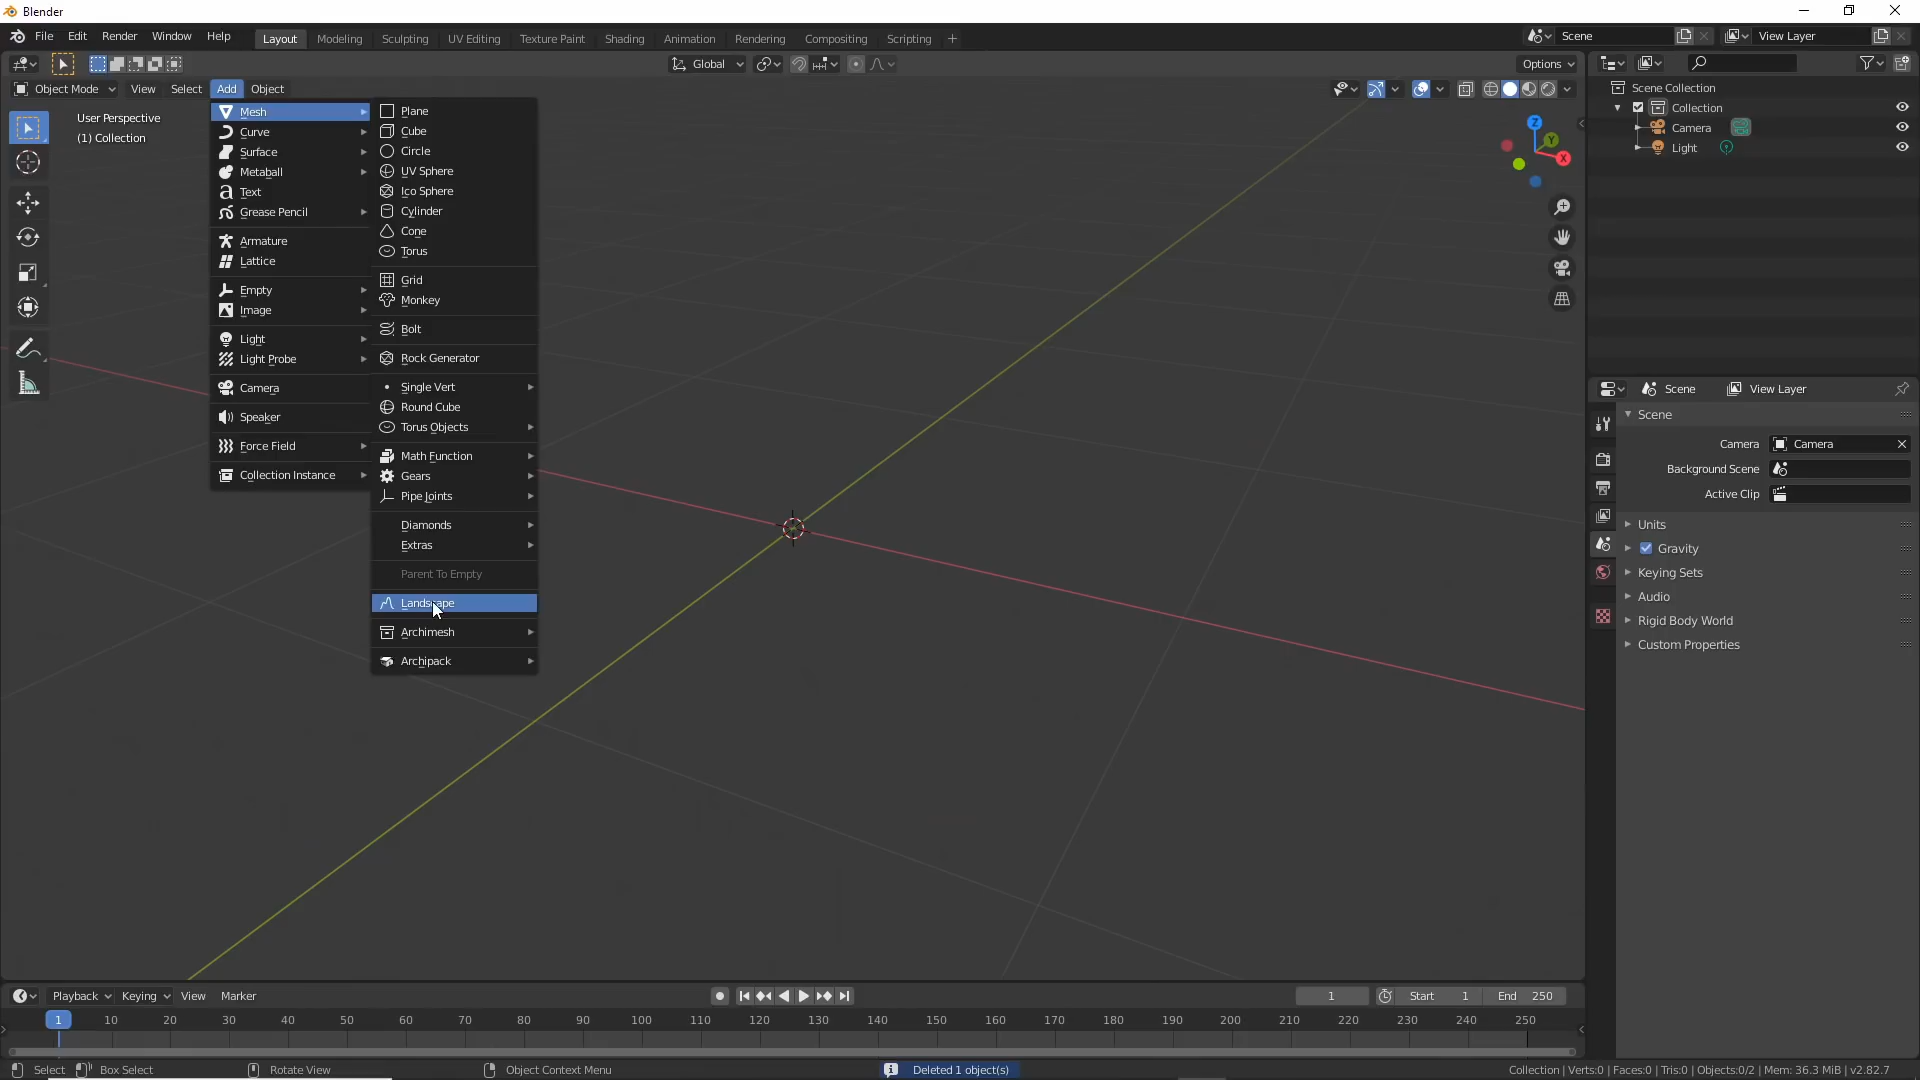 Blender
File Edit Render Window Help
Layout Modeling Sculpting UV Editing Texture Paint Shading Animation Rendering Compositing Scripting +
Scene View Layer
Global Options
Object Mode View Select Add Object
User Perspective
(1) Collection
Mesh
Curve
Surface
Metaball
Text
Grease Pencil
Armature
Lattice
Empty
Image
Light
Light Probe
Camera
Speaker
Force Field
Collection Instance
Plane
Cube
Circle
UV Sphere
Ico Sphere
Cylinder
Cone
Torus
Grid
Monkey
Bolt
Rock Generator
Single Vert
Round Cube
Torus Objects
Math Function
Gears
Pipe Joints
Diamonds
Extras
Parent To Empty
Landscape
Archimesh
Archipack
Z
Y
X
Scene Collection
Collection
Camera
Light
Scene View Layer
Scene
Camera Camera
Background Scene
Active Clip
Units
Gravity
Keying Sets
Audio
Rigid Body World
Custom Properties
Playback Keying View Marker
1 Start 1 End 250
1 10 20 30 40 50 60 70 80 90 100 110 120 130 140 150 160 170 180 190 200 210 220 230 240 250
Select Box Select Rotate View Object Context Menu Deleted 1 object(s) Collection | Verts:0 | Faces:0 | Tris:0 | Objects:0/2 | Mem: 36.3 MiB | v2.82.7